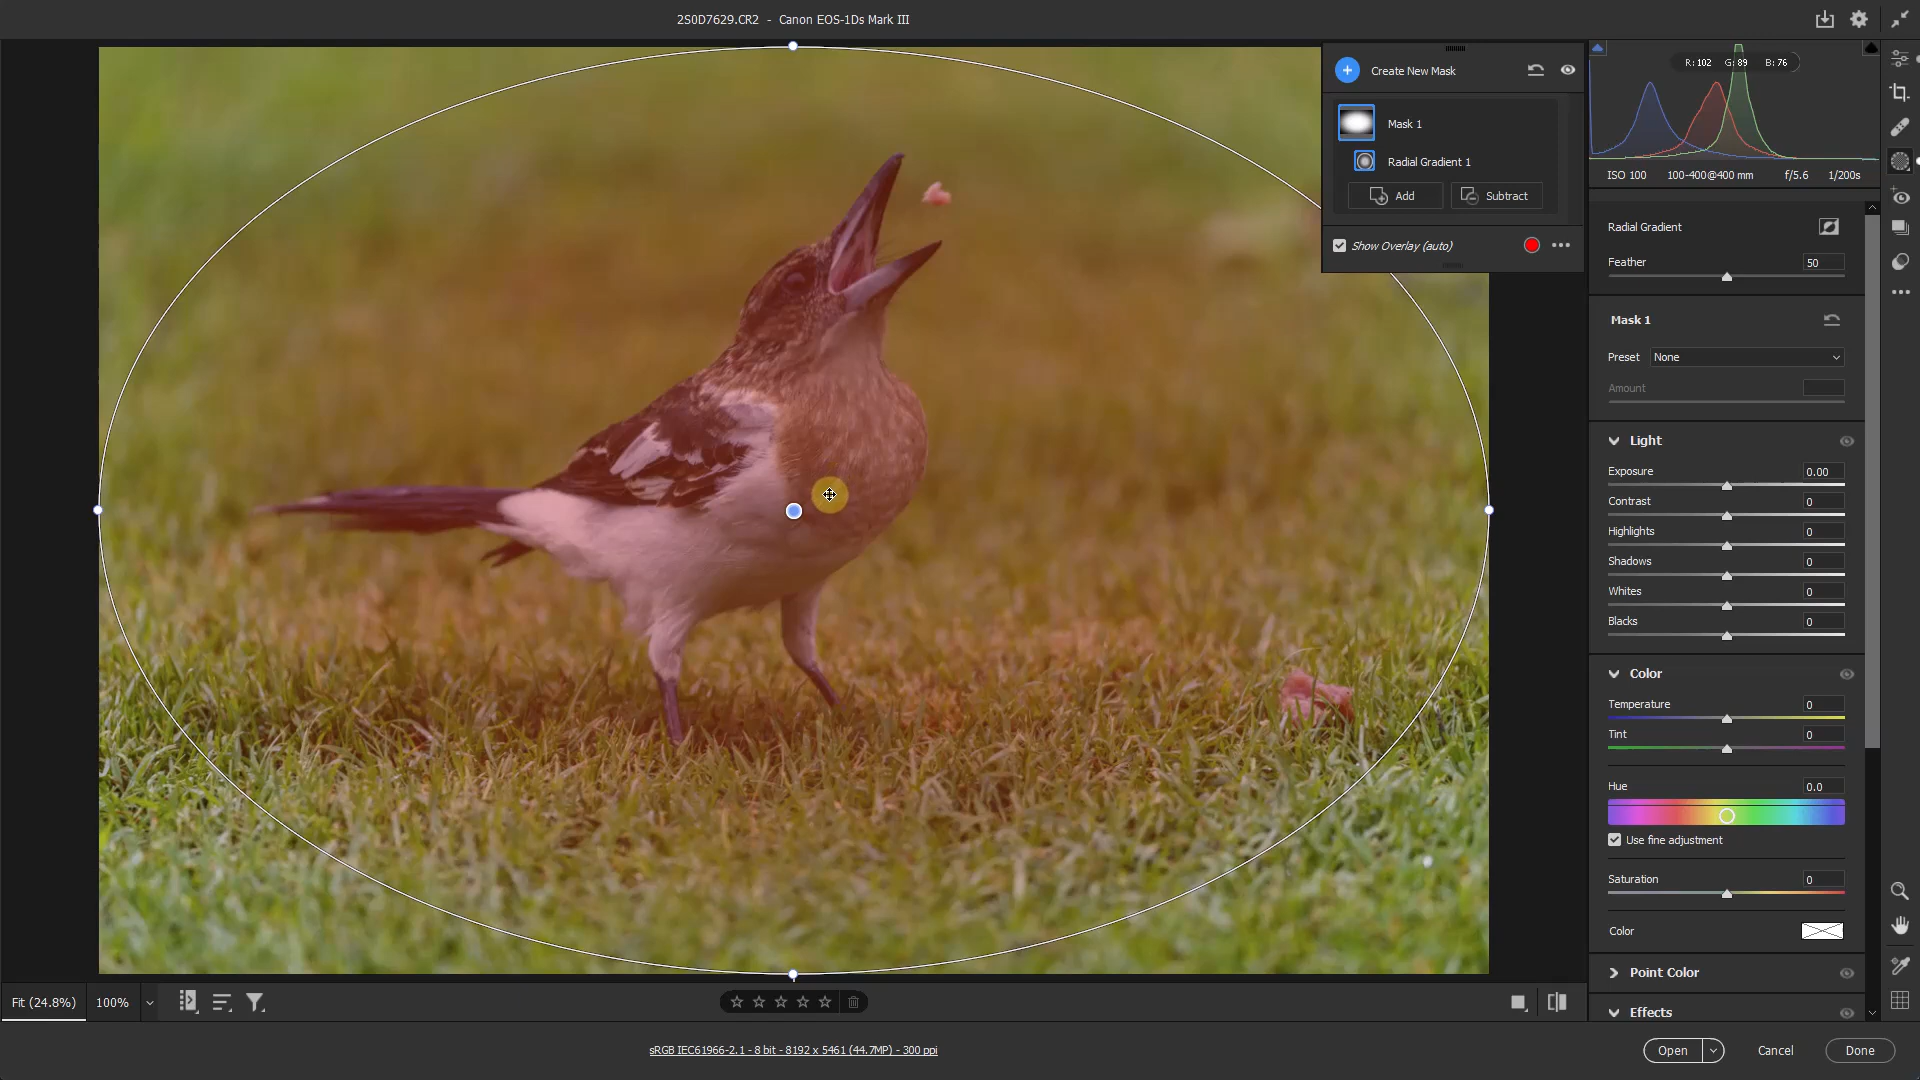 2S0D7629.CR2 - Canon EOS-1Ds Mark III
Create New Mask
Mask 1
Radial Gradient 1
Add
Subtract
Show Overlay (auto)
R: 102 G: 89 B: 76
ISO 100 100-400@400 mm f/5.6 1/200s
Radial Gradient
Feather 50
Mask 1
Preset None
Amount
Light
Exposure 0.00
Contrast 0
Highlights 0
Shadows 0
Whites 0
Blacks 0
Color
Temperature 0
Tint 0
Hue 0.0
Use fine adjustment
Saturation 0
Color
Point Color
Effects
Fit (24.8%) 100%
sRGB IEC61966-2.1 - 8 bit - 8192 x 5461 (44.7MP) - 300 ppi
Open Cancel Done